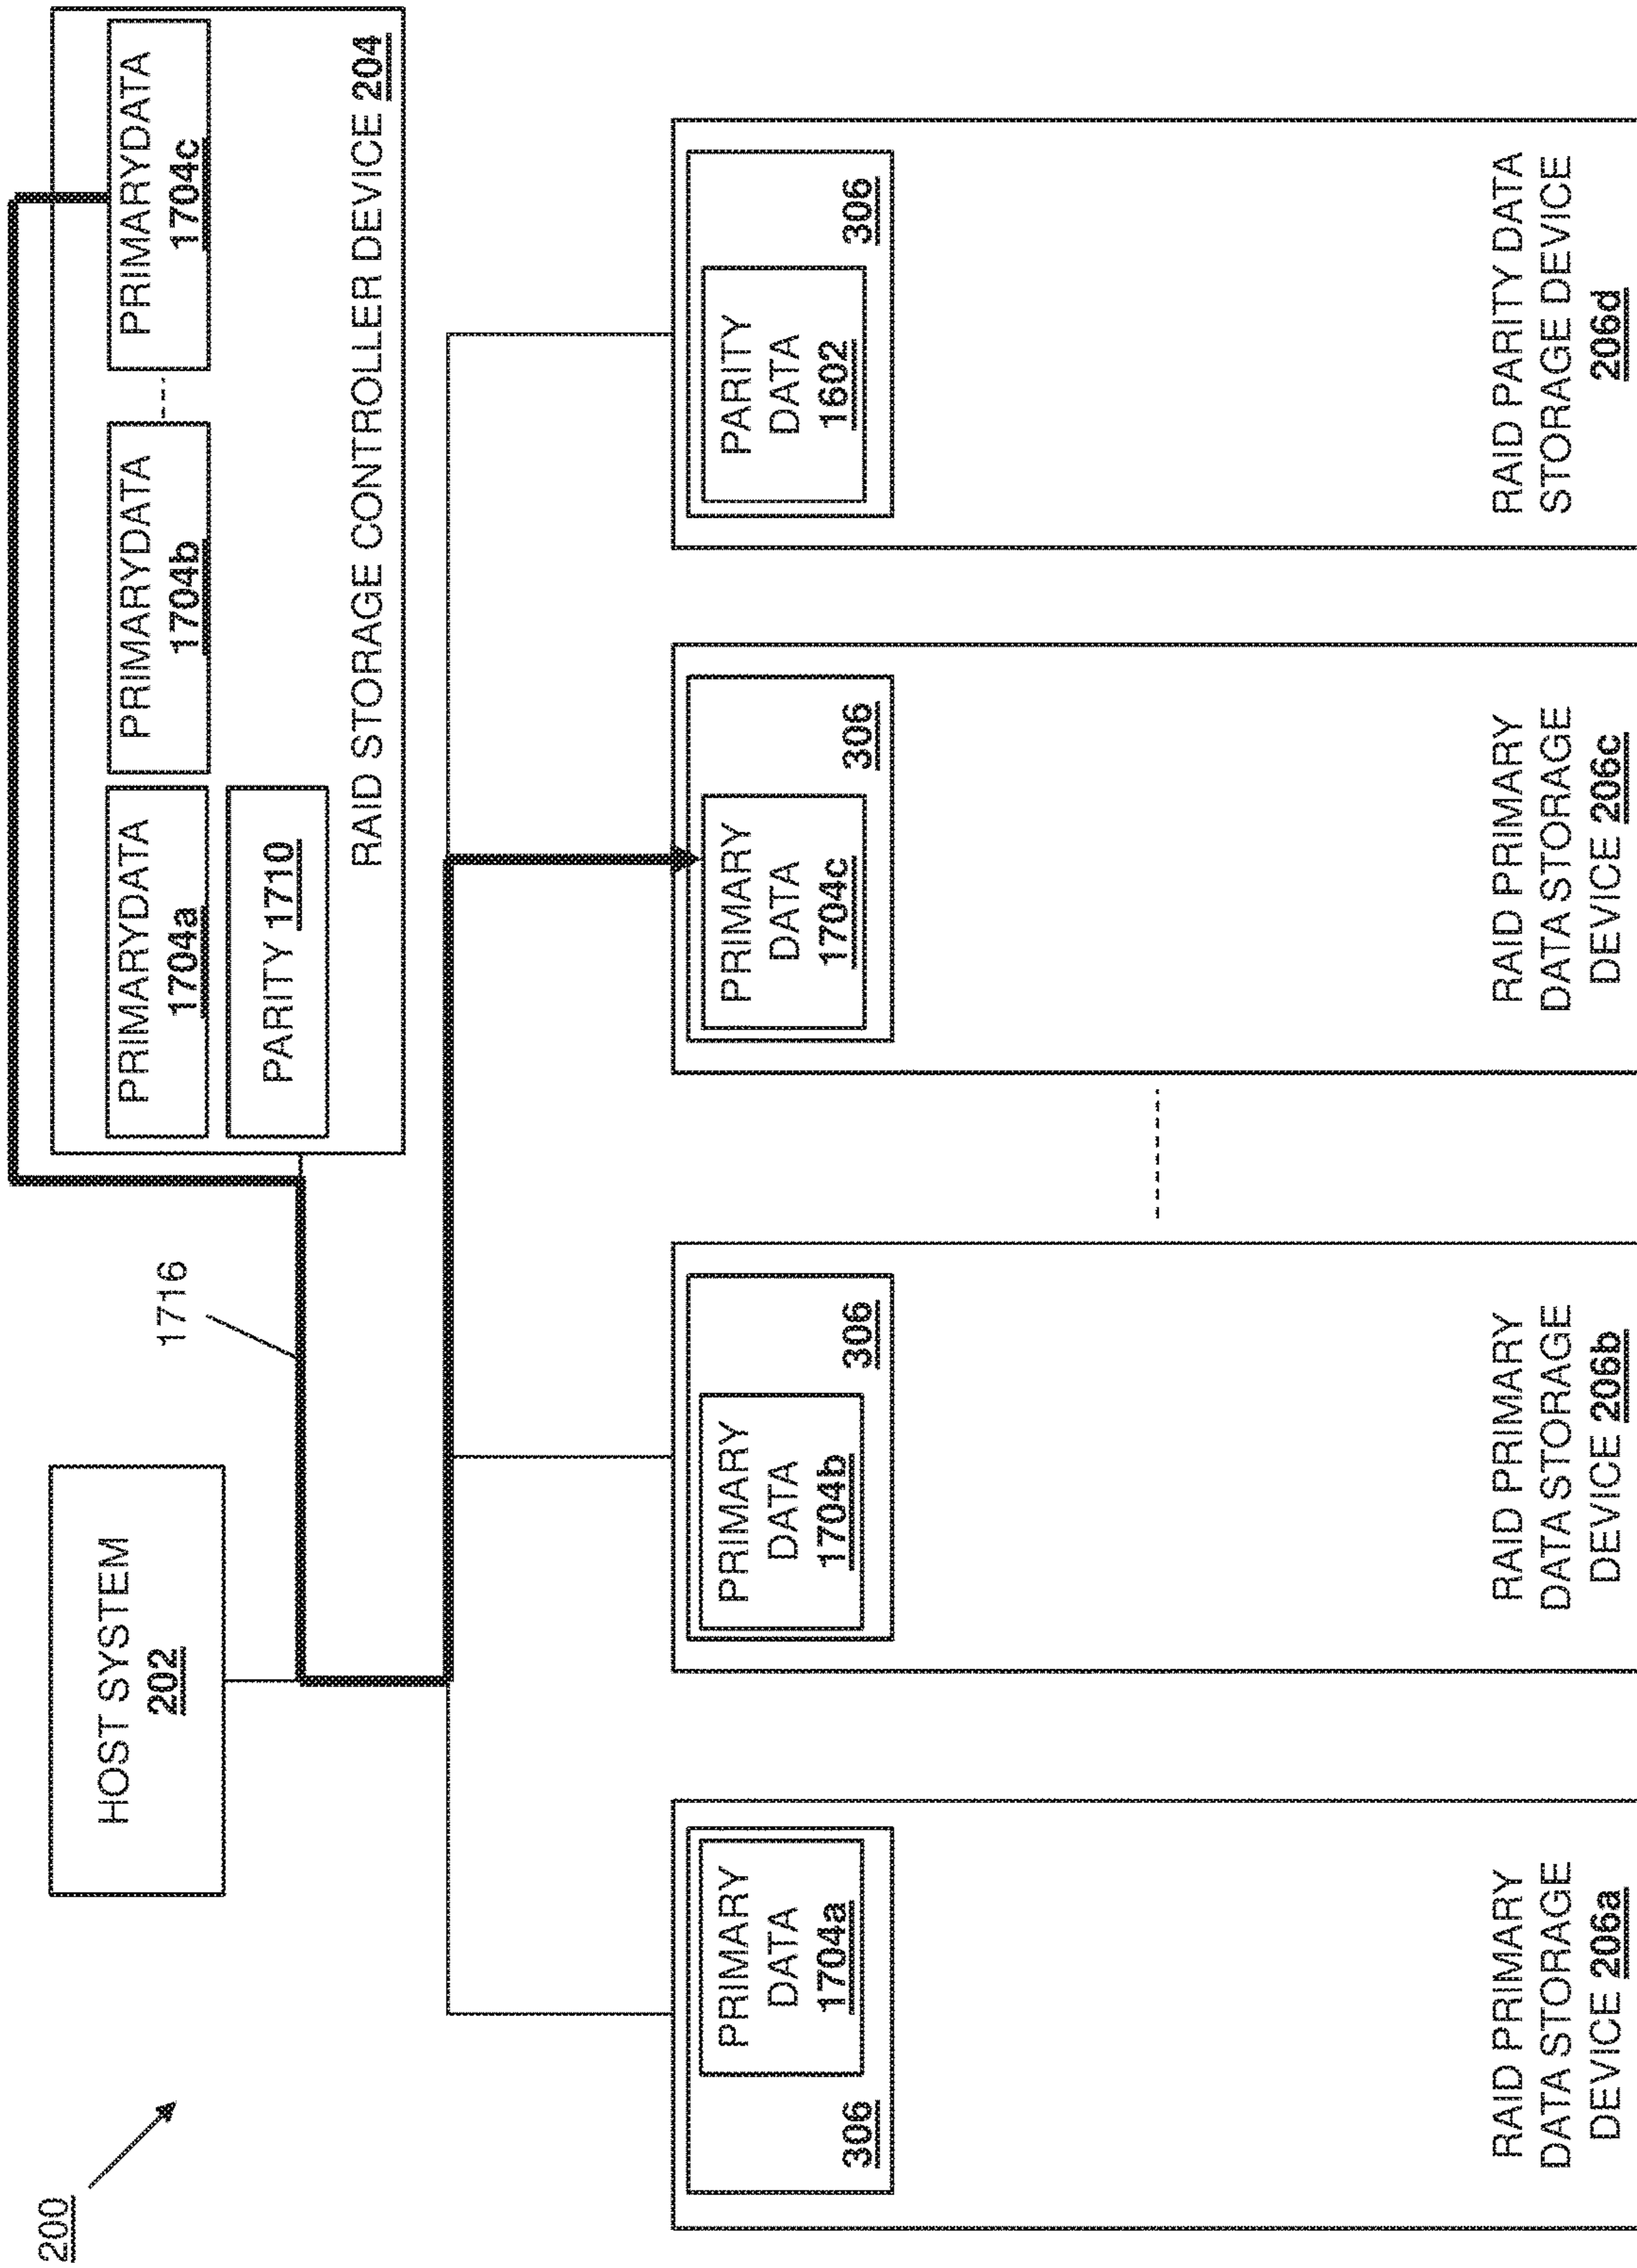 200
HOST SYSTEM
202
1716
PRIMARYDATA
1704a
PRIMARYDATA
1704b
PRIMARYDATA
1704c
PARITY 1710
RAID STORAGE CONTROLLER DEVICE 204
306
PRIMARY
DATA
1704a
RAID PRIMARY
DATA STORAGE
DEVICE 206a
PRIMARY
DATA
1704b
306
RAID PRIMARY
DATA STORAGE
DEVICE 206b
PRIMARY
DATA
1704c
306
RAID PRIMARY
DATA STORAGE
DEVICE 206c
PARITY
DATA
1602
306
RAID PARITY DATA
STORAGE DEVICE
206d